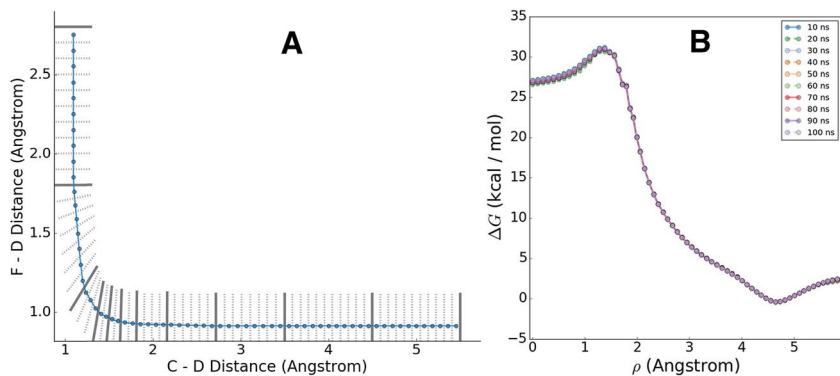 A
F - D Distance (Angstrom)
2.5
2.0
1.5
1.0
1 2 3 4 5
C - D Distance (Angstrom)
B
ΔG (kcal / mol)
35
30
25
20
15
10
5
0
−5
0 1 2 3 4 5
ρ (Angstrom)
10 ns
20 ns
30 ns
40 ns
50 ns
60 ns
70 ns
80 ns
90 ns
100 ns